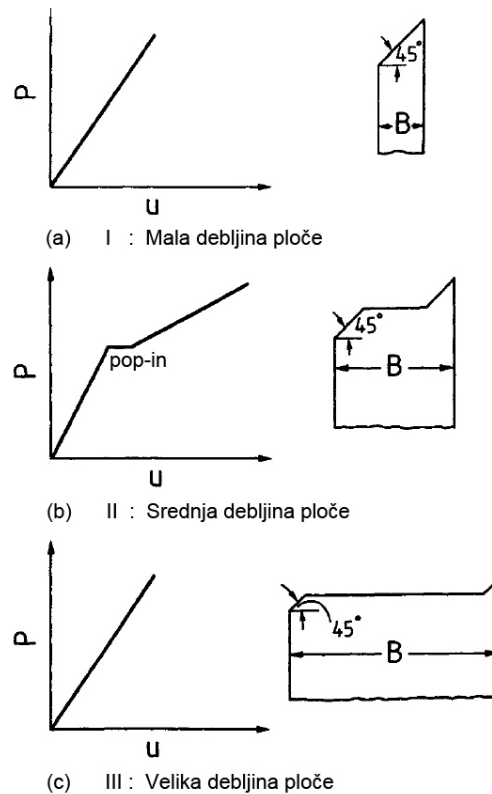 P
45°
B
u
(a) I : Mala debljina ploče
P
pop-in
45°
B
u
(b) II : Srednja debljina ploče
P
45°
B
u
(c) III : Velika debljina ploče